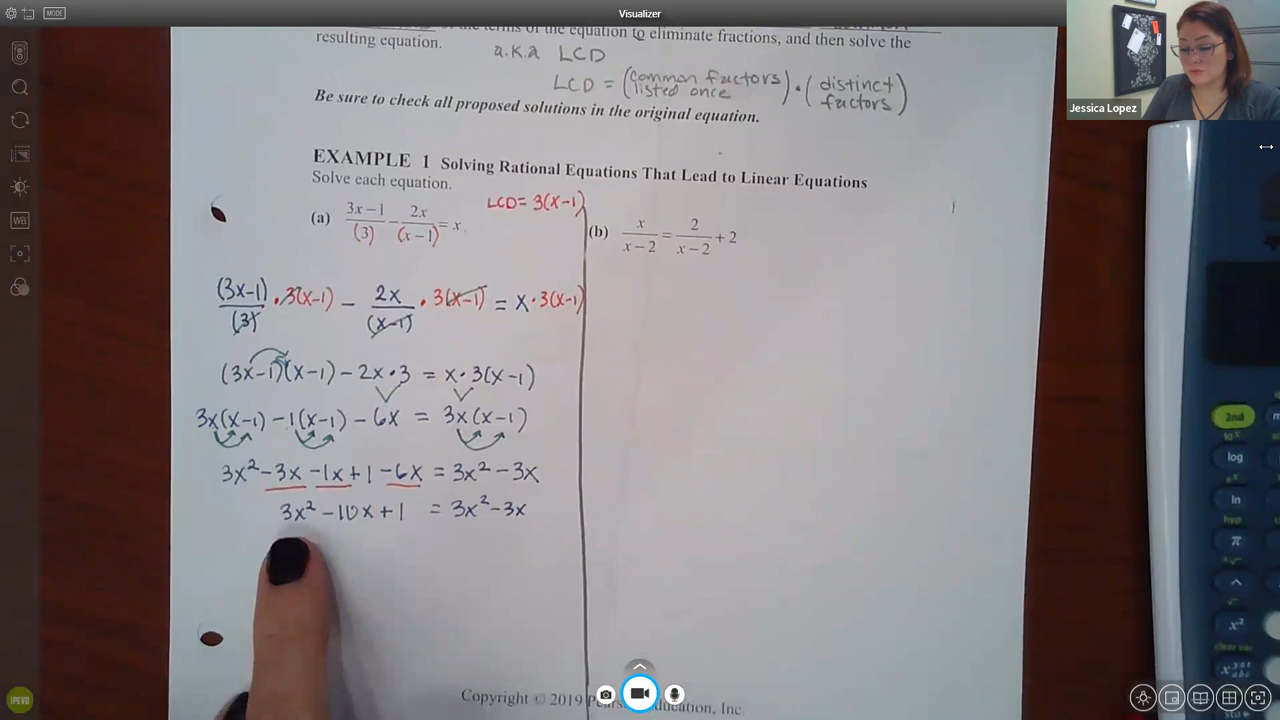 MODE
Visualizer
of the terms of the equation to eliminate fractions, and then solve the
resulting equation. a.k.a LCD
LCD = (common factors listed once) · (distinct factors)
Be sure to check all proposed solutions in the original equation.
Jessica Lopez
EXAMPLE 1 Solving Rational Equations That Lead to Linear Equations
Solve each equation.
LCD = 3(x-1)
(a) (3x-1)/(3) - 2x/(x-1) = x
(b) x/(x-2) = 2/(x-2) + 2
(3x-1)/(3) · 3(x-1) - 2x/(x-1) · 3(x-1) = x · 3(x-1)
(3x-1)(x-1) - 2x · 3 = x · 3(x-1)
3x(x-1) -1(x-1) - 6x = 3x(x-1)
3x² - 3x - 1x + 1 - 6x = 3x² - 3x
3x² - 10x + 1 = 3x² - 3x
2nd
10ˣ
log
ln
hyp
π
^
x²
Copyright © 2019 Pearson Education, Inc.
IPEVO
WB